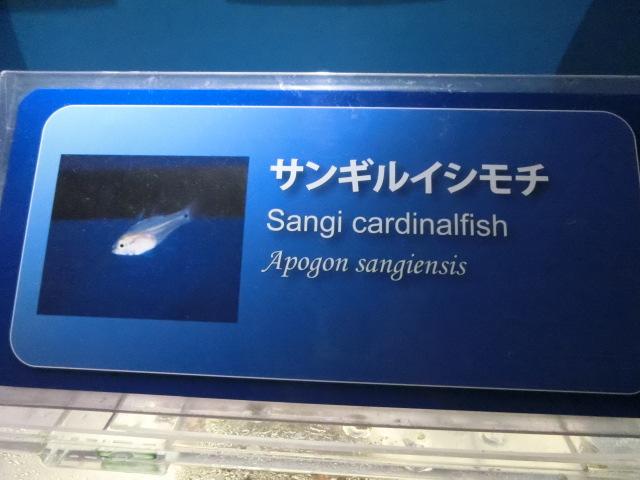 サンギルイシモチ
Sangi cardinalfish
Apogon sangiensis